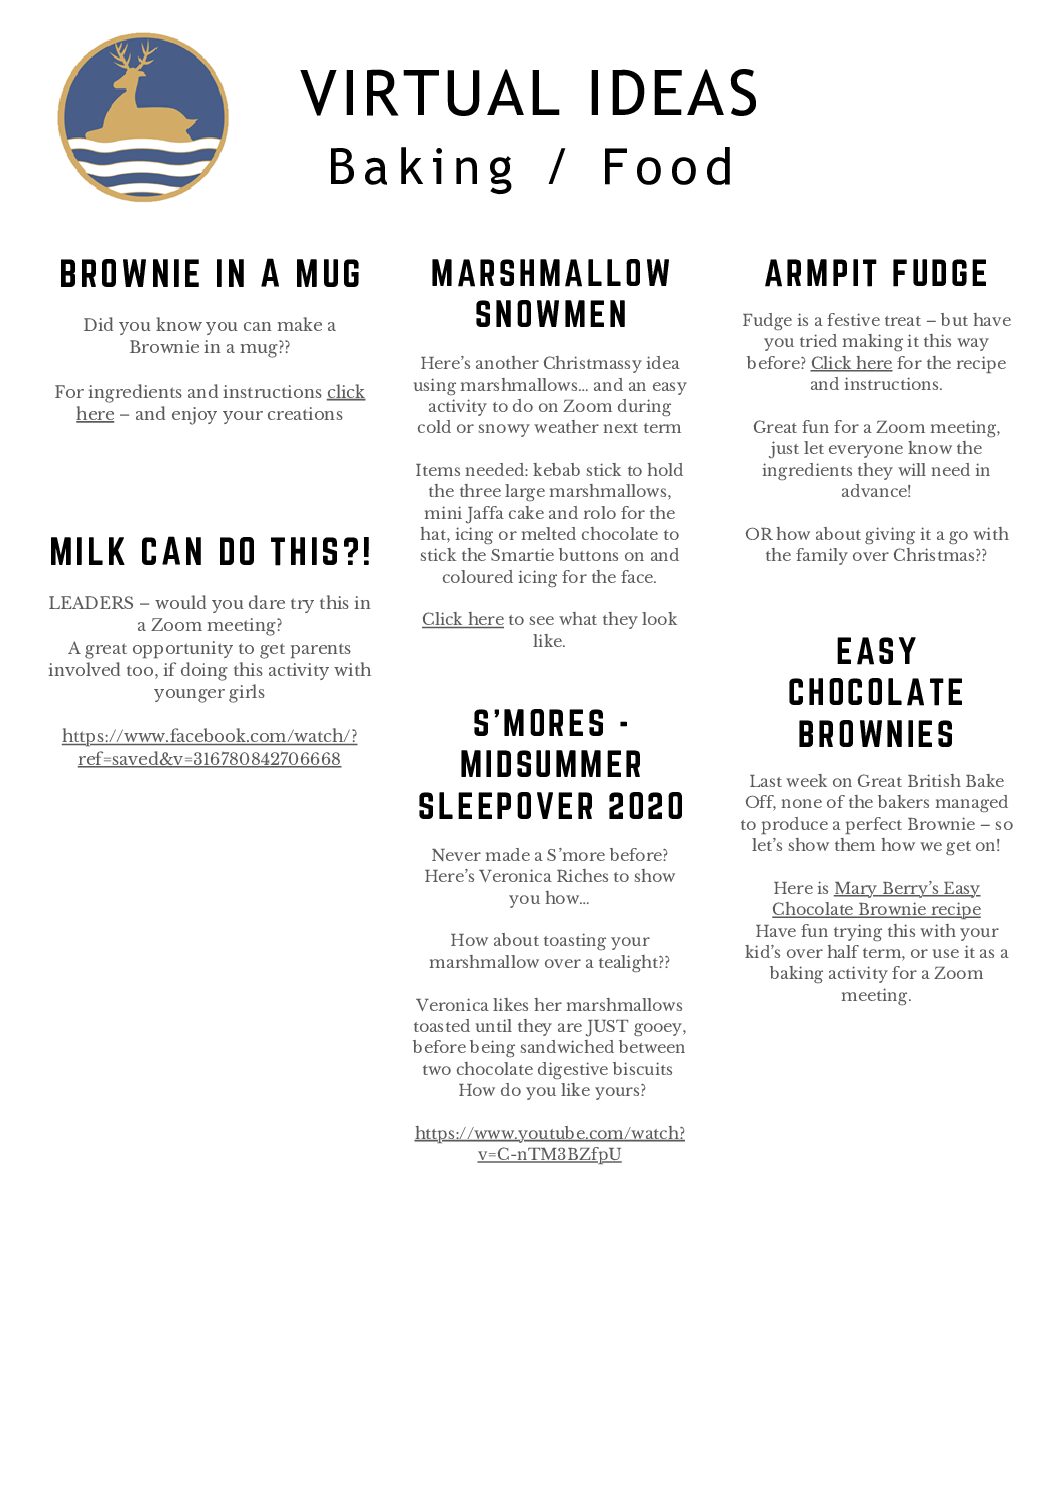 VIRTUAL IDEAS
Baking / Food
BROWNIE IN A MUG
Did you know you can make a
Brownie in a mug??
For ingredients and instructions click
here – and enjoy your creations
MILK CAN DO THIS?!
LEADERS – would you dare try this in
a Zoom meeting?
A great opportunity to get parents
involved too, if doing this activity with
younger girls
https://www.facebook.com/watch/?
ref=saved&v=316780842706668
MARSHMALLOW
SNOWMEN
Here's another Christmassy idea
using marshmallows... and an easy
activity to do on Zoom during
cold or snowy weather next term
Items needed: kebab stick to hold
the three large marshmallows,
mini Jaffa cake and rolo for the
hat, icing or melted chocolate to
stick the Smartie buttons on and
coloured icing for the face.
Click here to see what they look
like.
S'MORES -
MIDSUMMER
SLEEPOVER 2020
Never made a S'more before?
Here's Veronica Riches to show
you how...
How about toasting your
marshmallow over a tealight??
Veronica likes her marshmallows
toasted until they are JUST gooey,
before being sandwiched between
two chocolate digestive biscuits
How do you like yours?
https://www.youtube.com/watch?
v=C-nTM3BZfpU
ARMPIT FUDGE
Fudge is a festive treat – but have
you tried making it this way
before? Click here for the recipe
and instructions.
Great fun for a Zoom meeting,
just let everyone know the
ingredients they will need in
advance!
OR how about giving it a go with
the family over Christmas??
EASY
CHOCOLATE
BROWNIES
Last week on Great British Bake
Off, none of the bakers managed
to produce a perfect Brownie – so
let's show them how we get on!
Here is Mary Berry's Easy
Chocolate Brownie recipe
Have fun trying this with your
kid's over half term, or use it as a
baking activity for a Zoom
meeting.